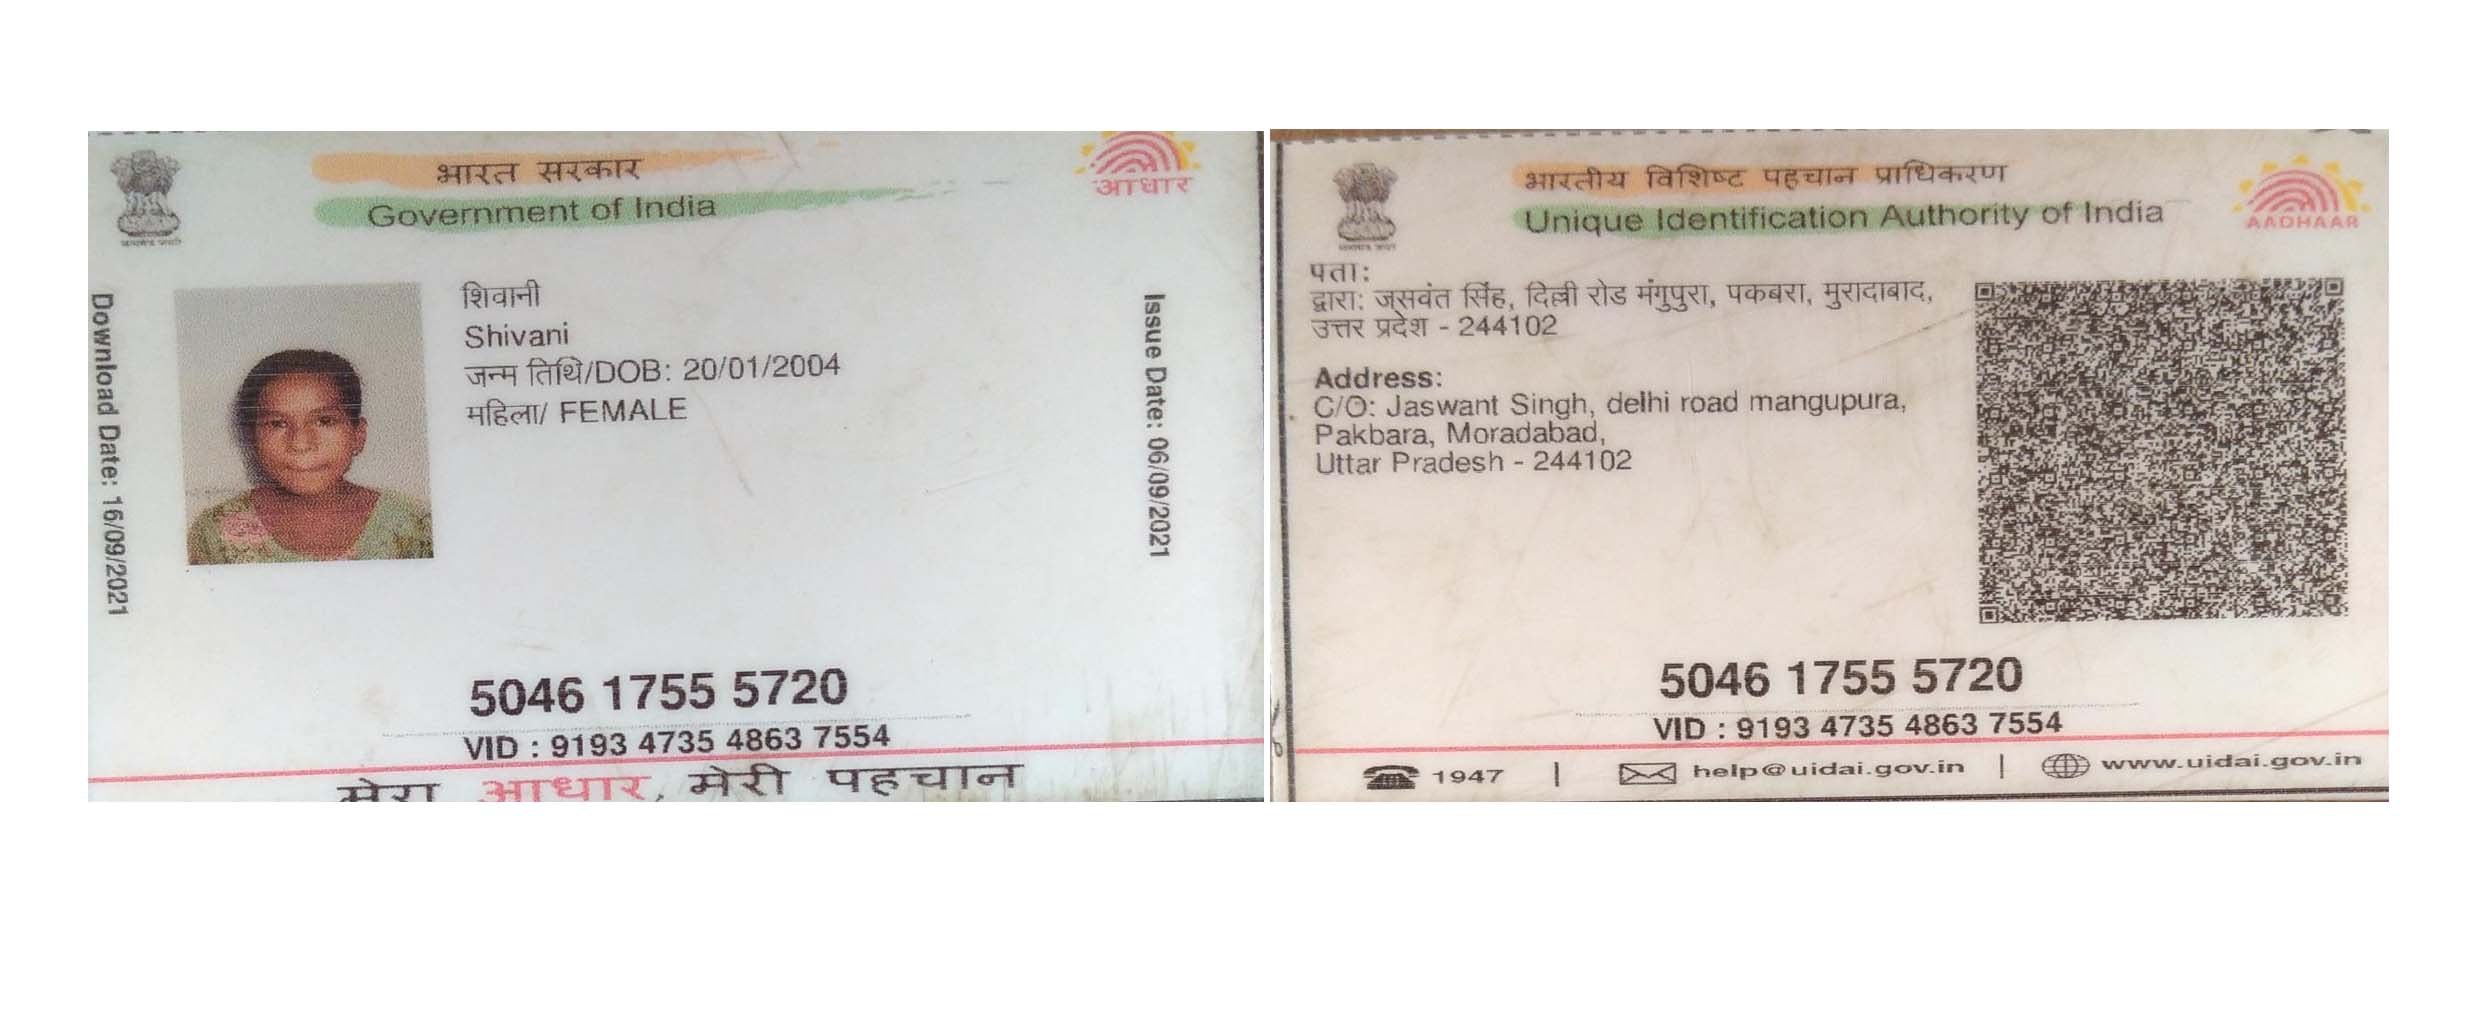 भारत सरकार
Government of India
आधार
Download Date: 16/09/2021
शिवानी
Shivani
जन्म तिथि/DOB: 20/01/2004
महिला/ FEMALE
Issue Date: 06/09/2021
5046 1755 5720
VID : 9193 4735 4863 7554
मेरा आधार, मेरी पहचान
भारतीय विशिष्ट पहचान प्राधिकरण
Unique Identification Authority of India
AADHAAR
पता:
द्वारा: जसवंत सिंह, दिल्ली रोड मंगुपुरा, पकबरा, मुरादाबाद,
उत्तर प्रदेश - 244102
Address:
C/O: Jaswant Singh, delhi road mangupura,
Pakbara, Moradabad,
Uttar Pradesh - 244102
5046 1755 5720
VID : 9193 4735 4863 7554
1947 | help@uidai.gov.in | www.uidai.gov.in